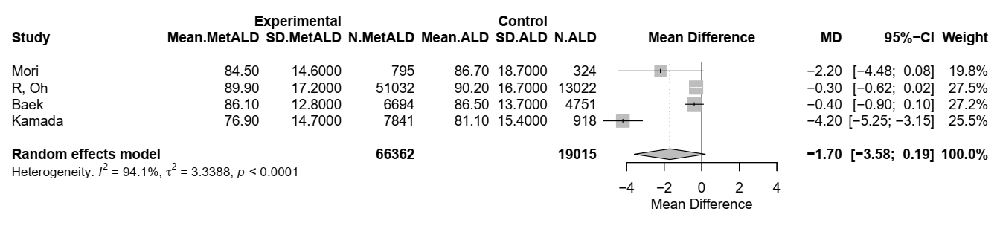 Experimental Control
Study Mean.MetALD SD.MetALD N.MetALD Mean.ALD SD.ALD N.ALD Mean Difference MD 95%−CI Weight
Mori 84.50 14.6000 795 86.70 18.7000 324 −2.20 [−4.48; 0.08] 19.8%
R, Oh 89.90 17.2000 51032 90.20 16.7000 13022 −0.30 [−0.62; 0.02] 27.5%
Baek 86.10 12.8000 6694 86.50 13.7000 4751 −0.40 [−0.90; 0.10] 27.2%
Kamada 76.90 14.7000 7841 81.10 15.4000 918 −4.20 [−5.25; −3.15] 25.5%
Random effects model 66362 19015 −1.70 [−3.58; 0.19] 100.0%
Heterogeneity: I² = 94.1%, τ² = 3.3388, p < 0.0001
−4 −2 0 2 4
Mean Difference